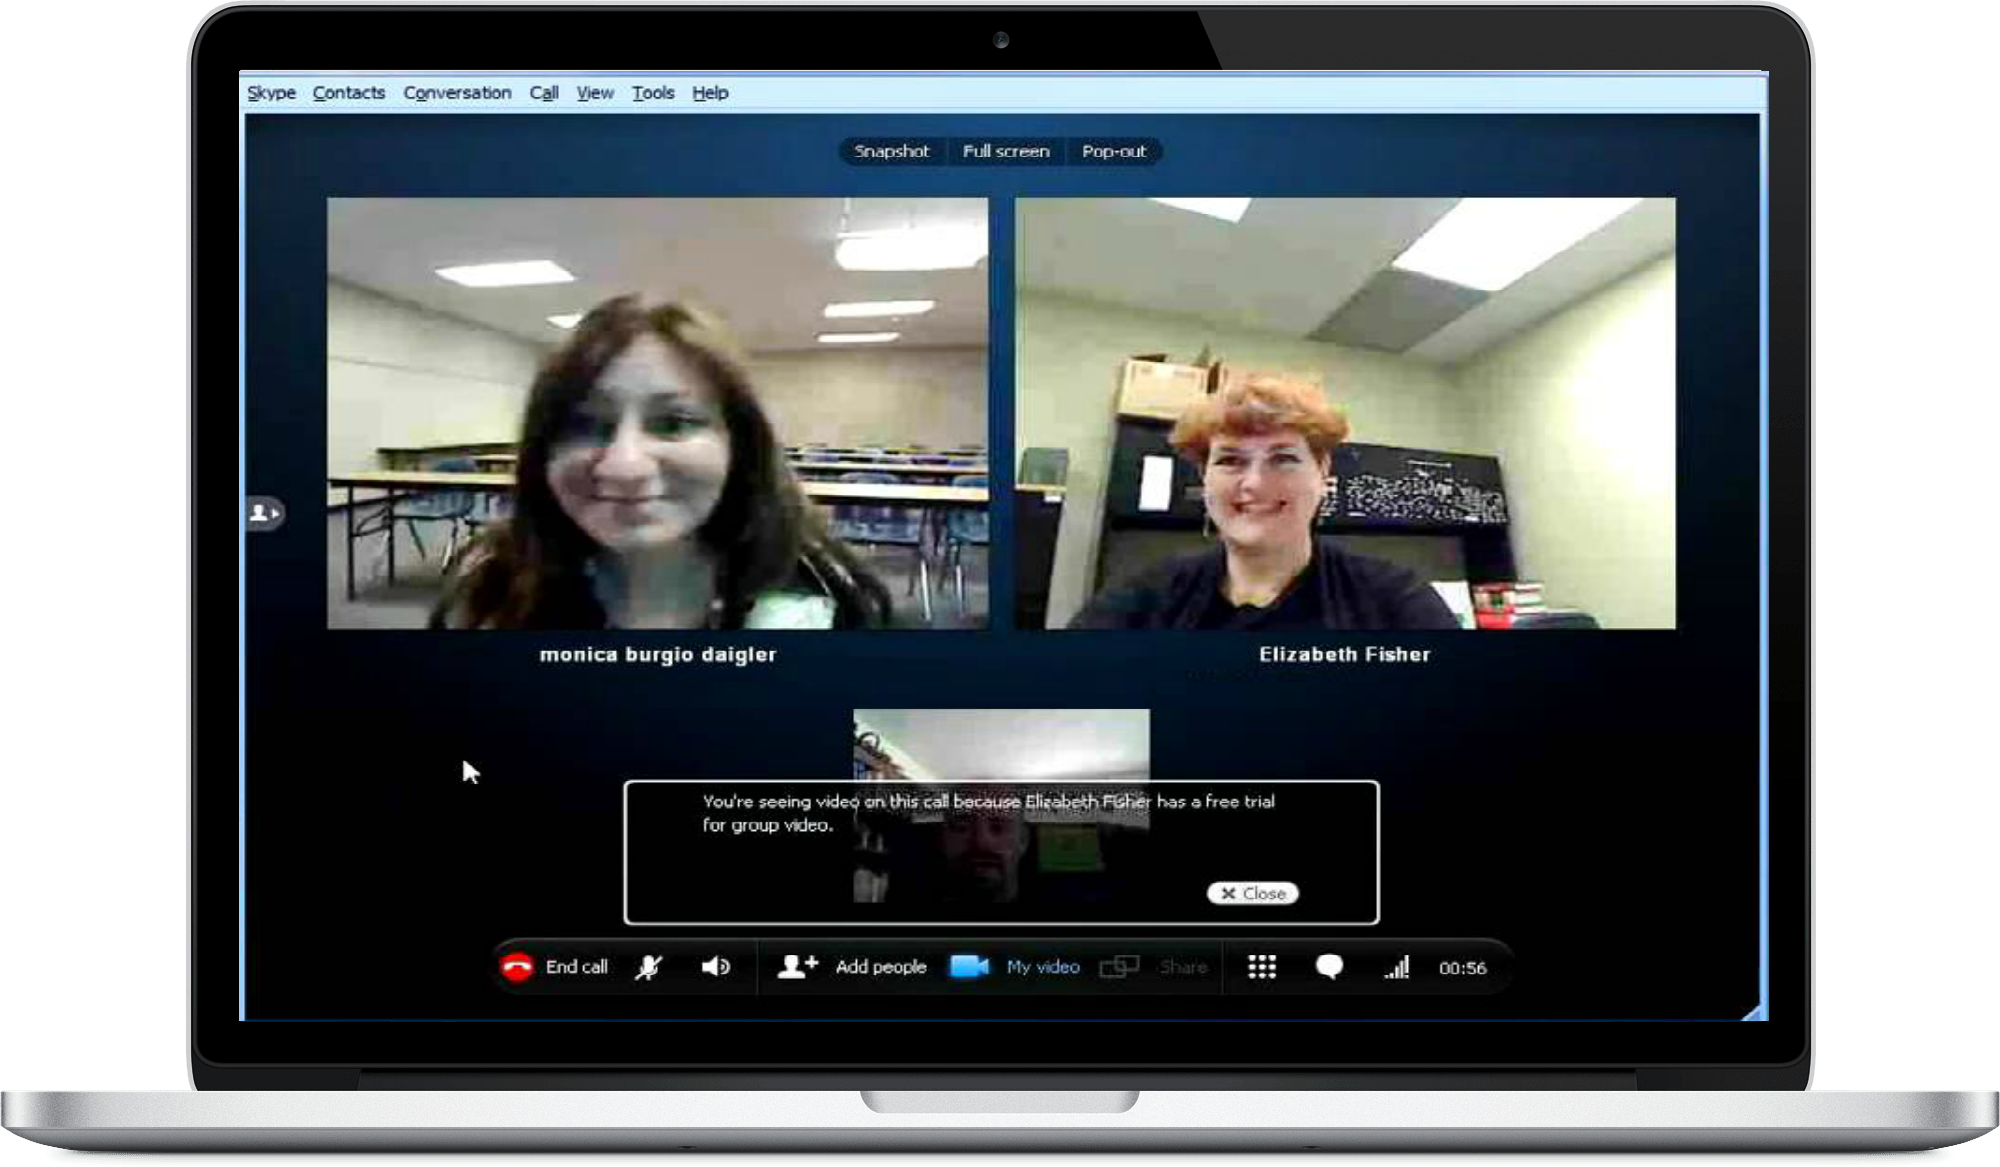 Skype Contacts Conversation Call View Tools Help
Snapshot Full screen Pop-out
monica burgio daigler
Elizabeth Fisher
You're seeing video on this call because Elizabeth Fisher has a free trial
for group video.
Close
End call
Add people
My video
Share
00:56